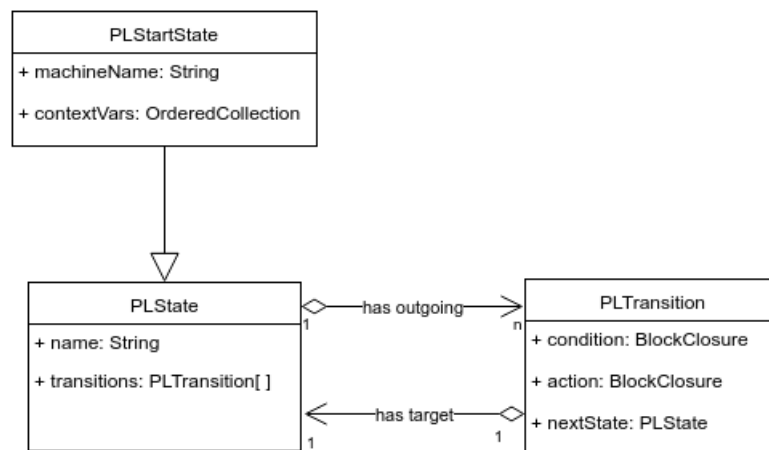 PLStartState
+ machineName: String
+ contextVars: OrderedCollection
PLState
+ name: String
+ transitions: PLTransition[ ]
has outgoing
1
n
PLTransition
+ condition: BlockClosure
+ action: BlockClosure
+ nextState: PLState
has target
1
1